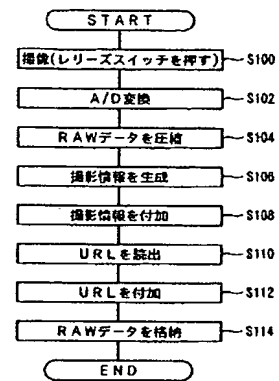 START
撮像(レリーズスイッチを押す) S100
A/D変換 S102
RAWデータを圧縮 S104
撮影情報を生成 S106
撮影情報を付加 S108
URLを読出 S110
URLを付加 S112
RAWデータを格納 S114
END